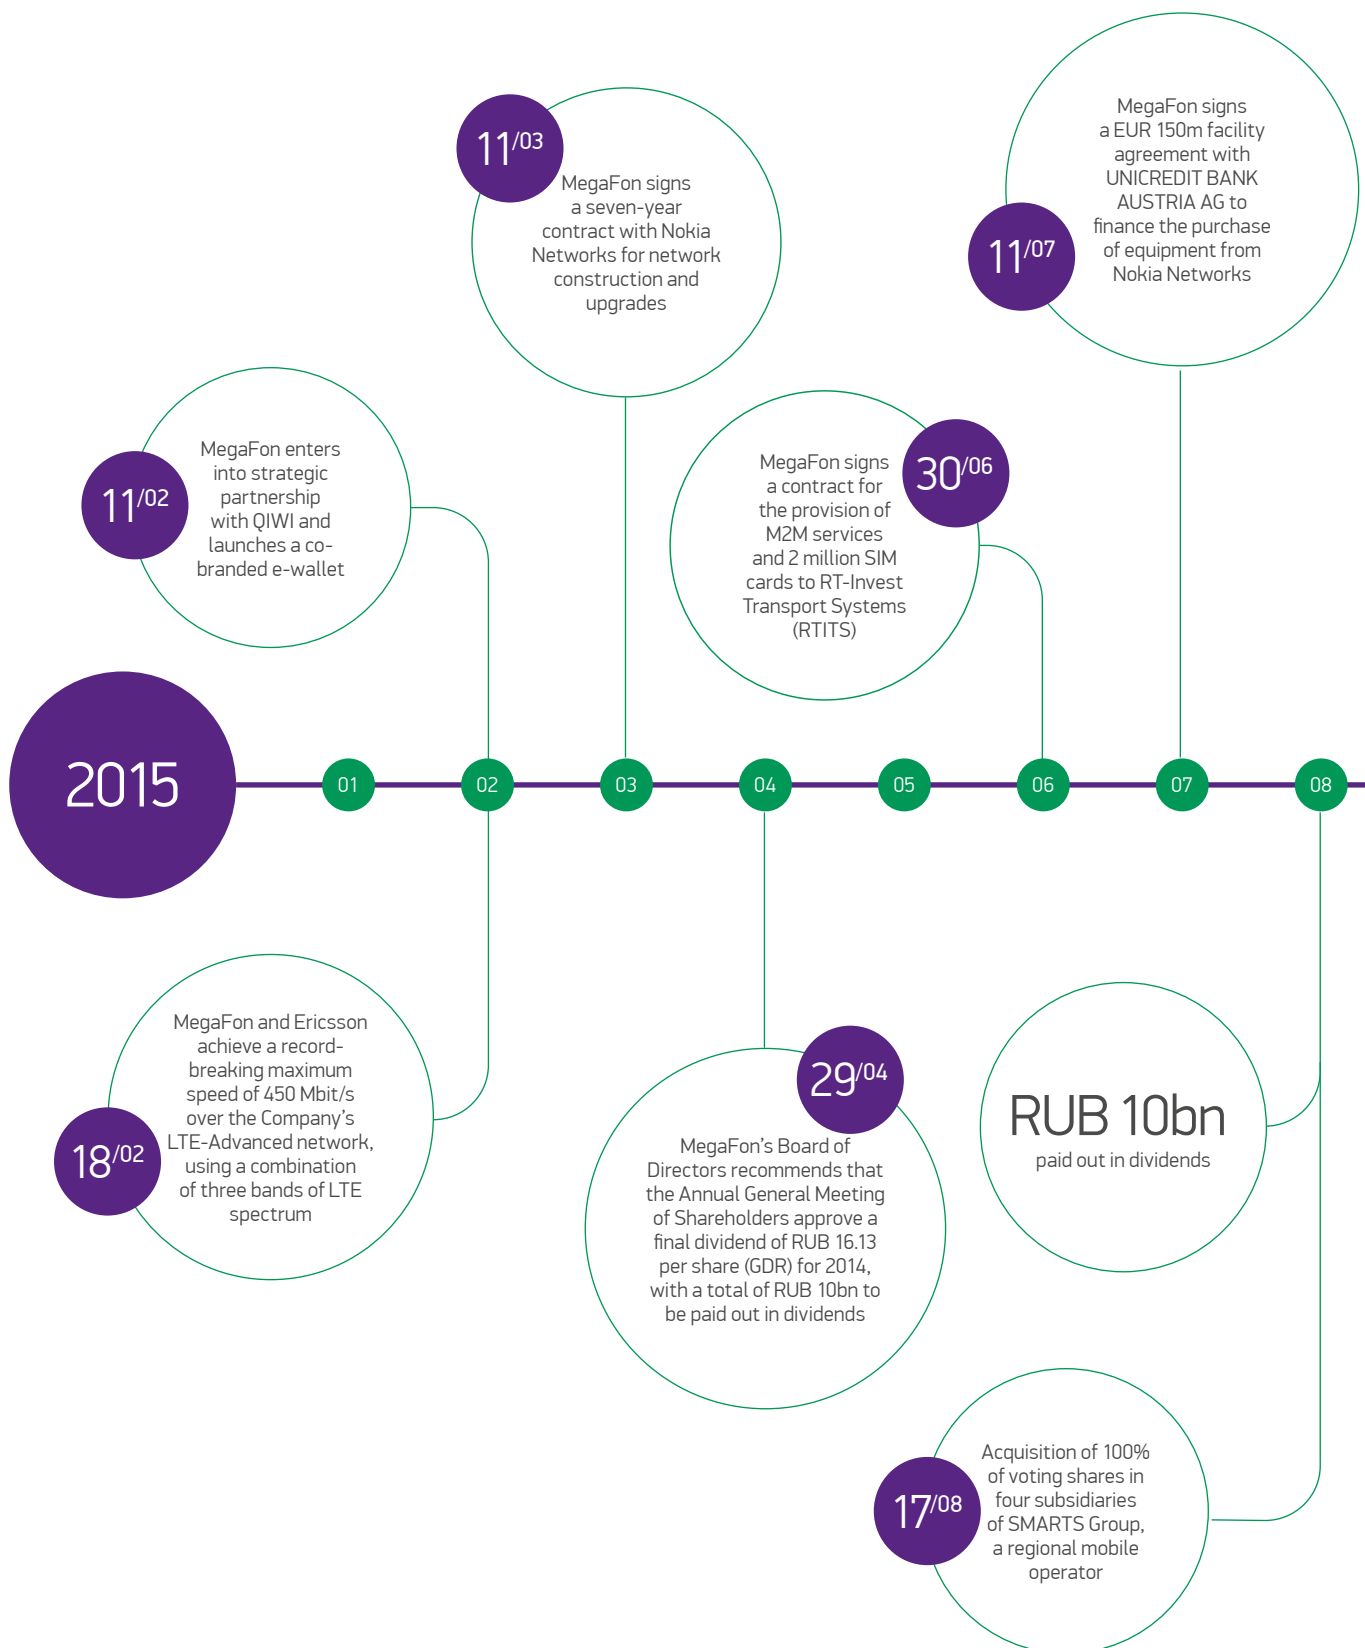 11/03
MegaFon signs
a seven-year
contract with Nokia
Networks for network
construction and
upgrades
MegaFon signs
a EUR 150m facility
agreement with
UNICREDIT BANK
AUSTRIA AG to
finance the purchase
of equipment from
Nokia Networks
11/07
11/02
MegaFon enters
into strategic
partnership
with QIWI and
launches a co-
branded e-wallet
30/06
MegaFon signs
a contract for
the provision of
M2M services
and 2 million SIM
cards to RT-Invest
Transport Systems
(RTITS)
2015
01
02
03
04
05
06
07
08
18/02
MegaFon and Ericsson
achieve a record-
breaking maximum
speed of 450 Mbit/s
over the Company’s
LTE-Advanced network,
using a combination
of three bands of LTE
spectrum
29/04
MegaFon’s Board of
Directors recommends that
the Annual General Meeting
of Shareholders approve a
final dividend of RUB 16.13
per share (GDR) for 2014,
with a total of RUB 10bn to
be paid out in dividends
RUB 10bn
paid out in dividends
17/08
Acquisition of 100%
of voting shares in
four subsidiaries
of SMARTS Group,
a regional mobile
operator